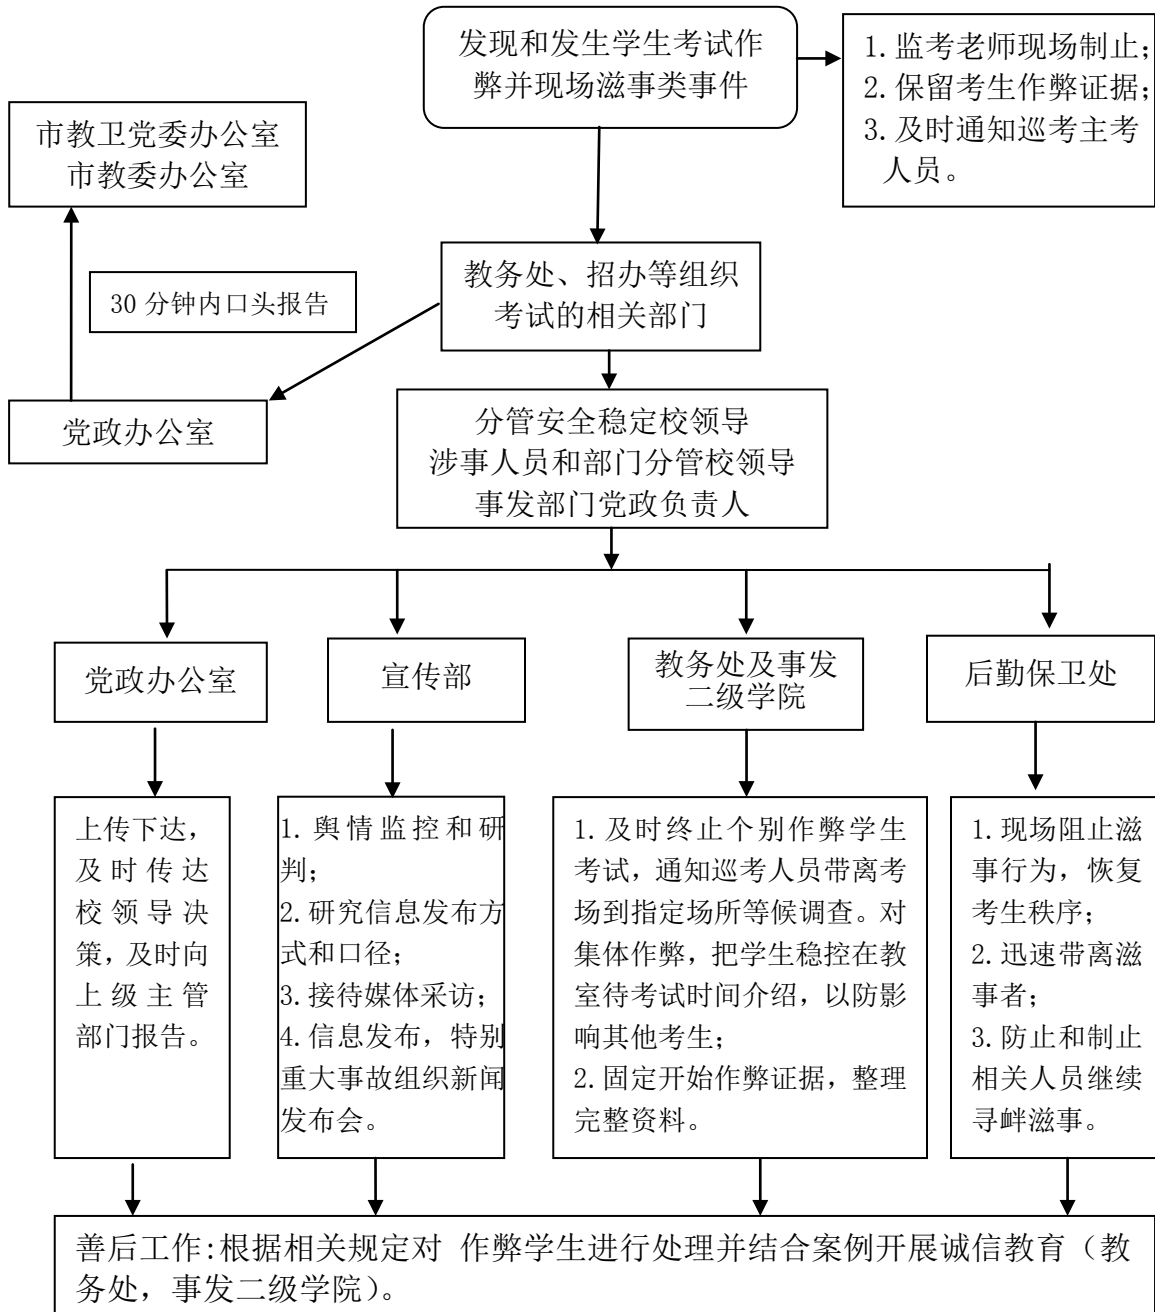 发现和发生学生考试作
弊并现场滋事类事件
1. 监考老师现场制止；
2. 保留考生作弊证据；
3. 及时通知巡考主考
人员。
市教卫党委办公室
市教委办公室
教务处、招办等组织
考试的相关部门
30 分钟内口头报告
党政办公室
分管安全稳定校领导
涉事人员和部门分管校领导
事发部门党政负责人
党政办公室
宣传部
教务处及事发
二级学院
后勤保卫处
上传下达，
及时传达
校领导决
策，及时向
上级主管
部门报告。
1. 舆情监控和研
判；
2. 研究信息发布方
式和口径；
3. 接待媒体采访；
4. 信息发布，特别
重大事故组织新闻
发布会。
1. 及时终止个别作弊学生
考试，通知巡考人员带离考
场到指定场所等候调查。对
集体作弊，把学生稳控在教
室待考试时间介绍，以防影
响其他考生；
2. 固定开始作弊证据，整理
完整资料。
1. 现场阻止滋
事行为，恢复
考生秩序；
2. 迅速带离滋
事者；
3. 防止和制止
相关人员继续
寻衅滋事。
善后工作:根据相关规定对 作弊学生进行处理并结合案例开展诚信教育（教
务处，事发二级学院）。